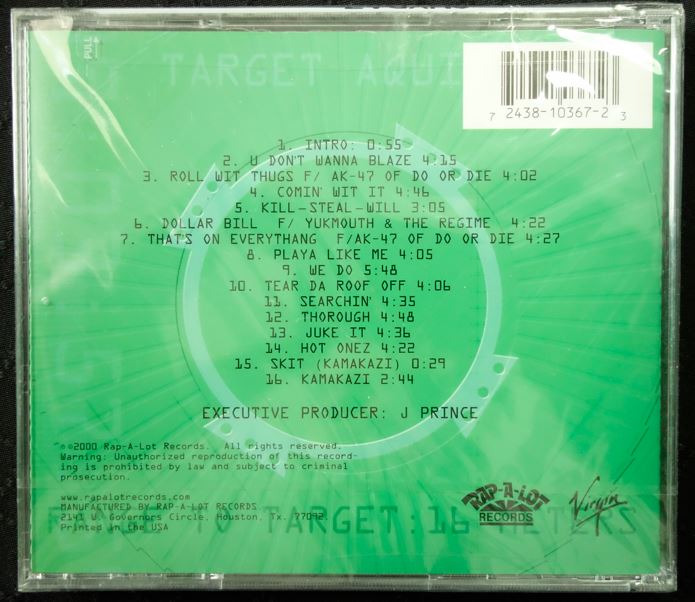 PULL
TARGET AQUI
7 2438-10367-2 3
1. INTRO: 0:55
2. U DON'T WANNA BLAZE 4:15
3. ROLL WIT THUGS F/ AK-47 OF DO OR DIE 4:02
4. COMIN' WIT IT 4:46
5. KILL-STEAL-WILL 3:05
6. DOLLAR BILL F/ YUKMOUTH & THE REGIME 4:22
7. THAT'S ON EVERYTHANG F/AK-47 OF DO OR DIE 4:27
8. PLAYA LIKE ME 4:05
9. WE DO 5:48
10. TEAR DA ROOF OFF 4:06
11. SEARCHIN' 4:35
12. THOROUGH 4:48
13. JUKE IT 4:36
14. HOT ONEZ 4:22
15. SKIT (KAMAKAZI) 0:29
16. KAMAKAZI 2:44
EXECUTIVE PRODUCER: J PRINCE
℗©2000 Rap-A-Lot Records. All rights reserved.
Warning: Unauthorized reproduction of this record-
ing is prohibited by law and subject to criminal
prosecution.
www.rapalotrecords.com
MANUFACTURED BY RAP-A-LOT RECORDS
2141 W. Governors Circle, Houston, Tx. 77092
Printed in the USA
TO TARGET:16 METERS
RAP-A-LOT
RECORDS
Virgin